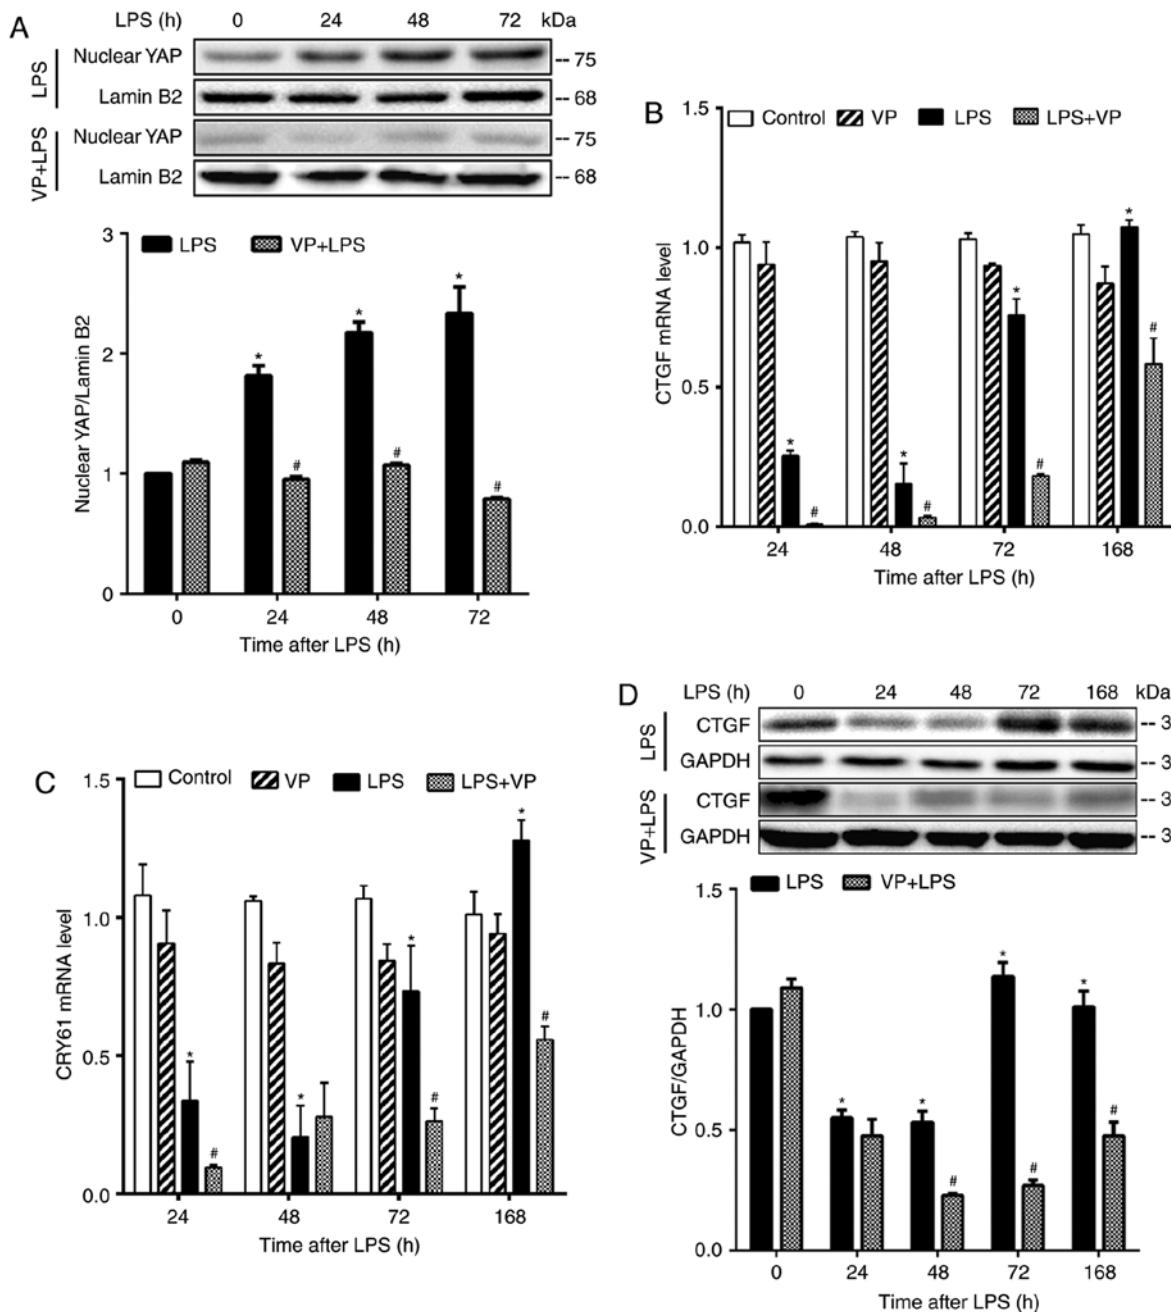 A
LPS (h) 0 24 48 72 kDa
LPS
Nuclear YAP -- 75
Lamin B2 -- 68
VP+LPS
Nuclear YAP -- 75
Lamin B2 -- 68
LPS VP+LPS
Nuclear YAP/Lamin B2
3
2
1
0
* * *
# # #
0 24 48 72
Time after LPS (h)
B
Control VP LPS LPS+VP
CTGF mRNA level
1.5
1.0
0.5
0.0
* # * # * # * #
24 48 72 168
Time after LPS (h)
C
Control VP LPS LPS+VP
CRY61 mRNA level
1.5
1.0
0.5
0.0
* # * * # * #
24 48 72 168
Time after LPS (h)
D
LPS (h) 0 24 48 72 168 kDa
LPS
CTGF -- 3
GAPDH -- 3
VP+LPS
CTGF -- 3
GAPDH -- 3
LPS VP+LPS
CTGF/GAPDH
1.5
1.0
0.5
0.0
* * # * # * #
0 24 48 72 168
Time after LPS (h)